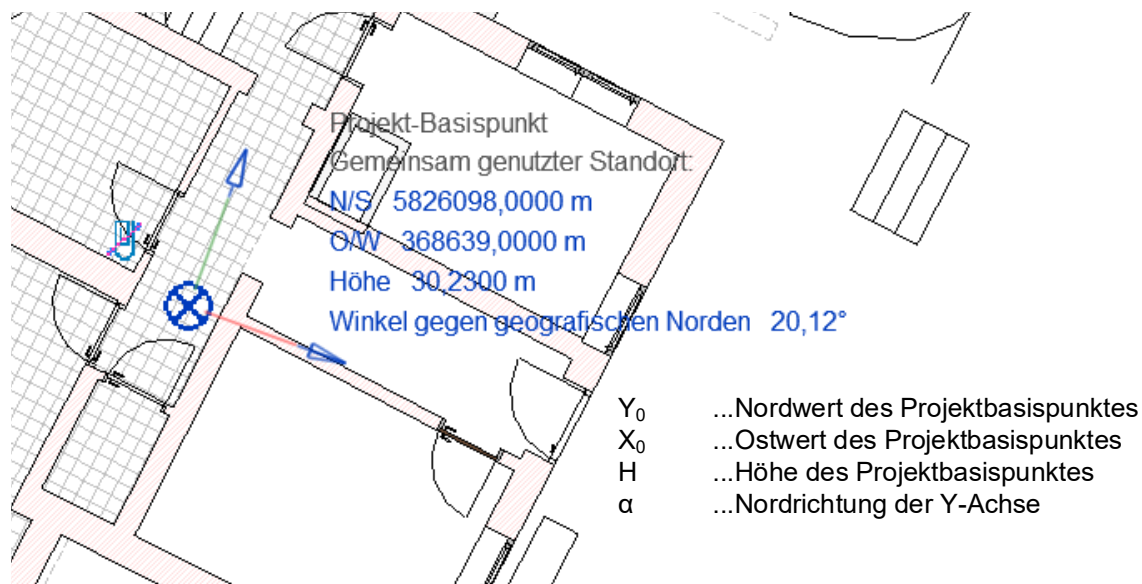 Projekt-Basispunkt
Gemeinsam genutzter Standort:
N/S 5826098,0000 m
O/W 368639,0000 m
Höhe 30,2300 m
Winkel gegen geografischen Norden 20,12°
Y₀ ...Nordwert des Projektbasispunktes
X₀ ...Ostwert des Projektbasispunktes
H ...Höhe des Projektbasispunktes
α ...Nordrichtung der Y-Achse